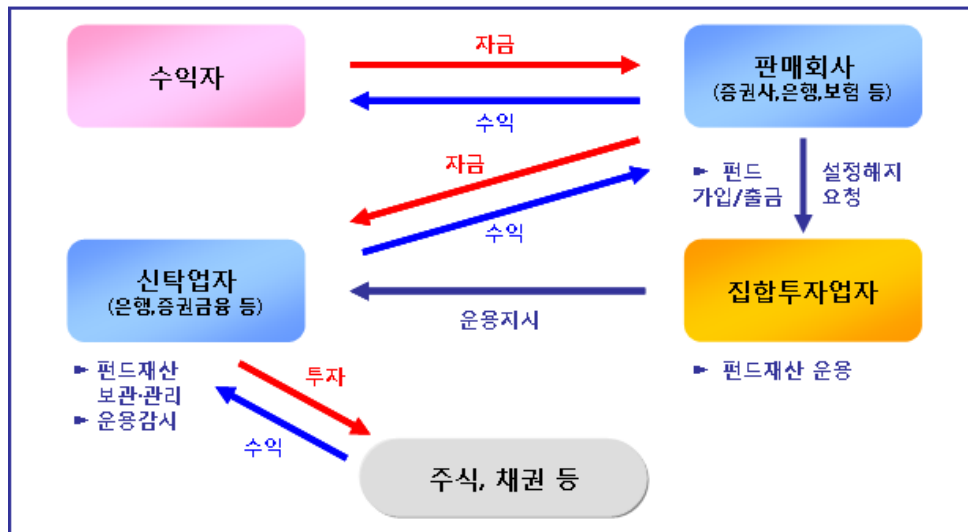 수익자
자금
수익
판매회사
(증권사,은행,보험 등)
자금
수익
► 펀드
가입/출금
설정해지
요청
신탁업자
(은행,증권금융 등)
운용지시
집합투자업자
► 펀드재산
보관·관리
► 운용감시
투자
수익
► 펀드재산 운용
주식, 채권 등